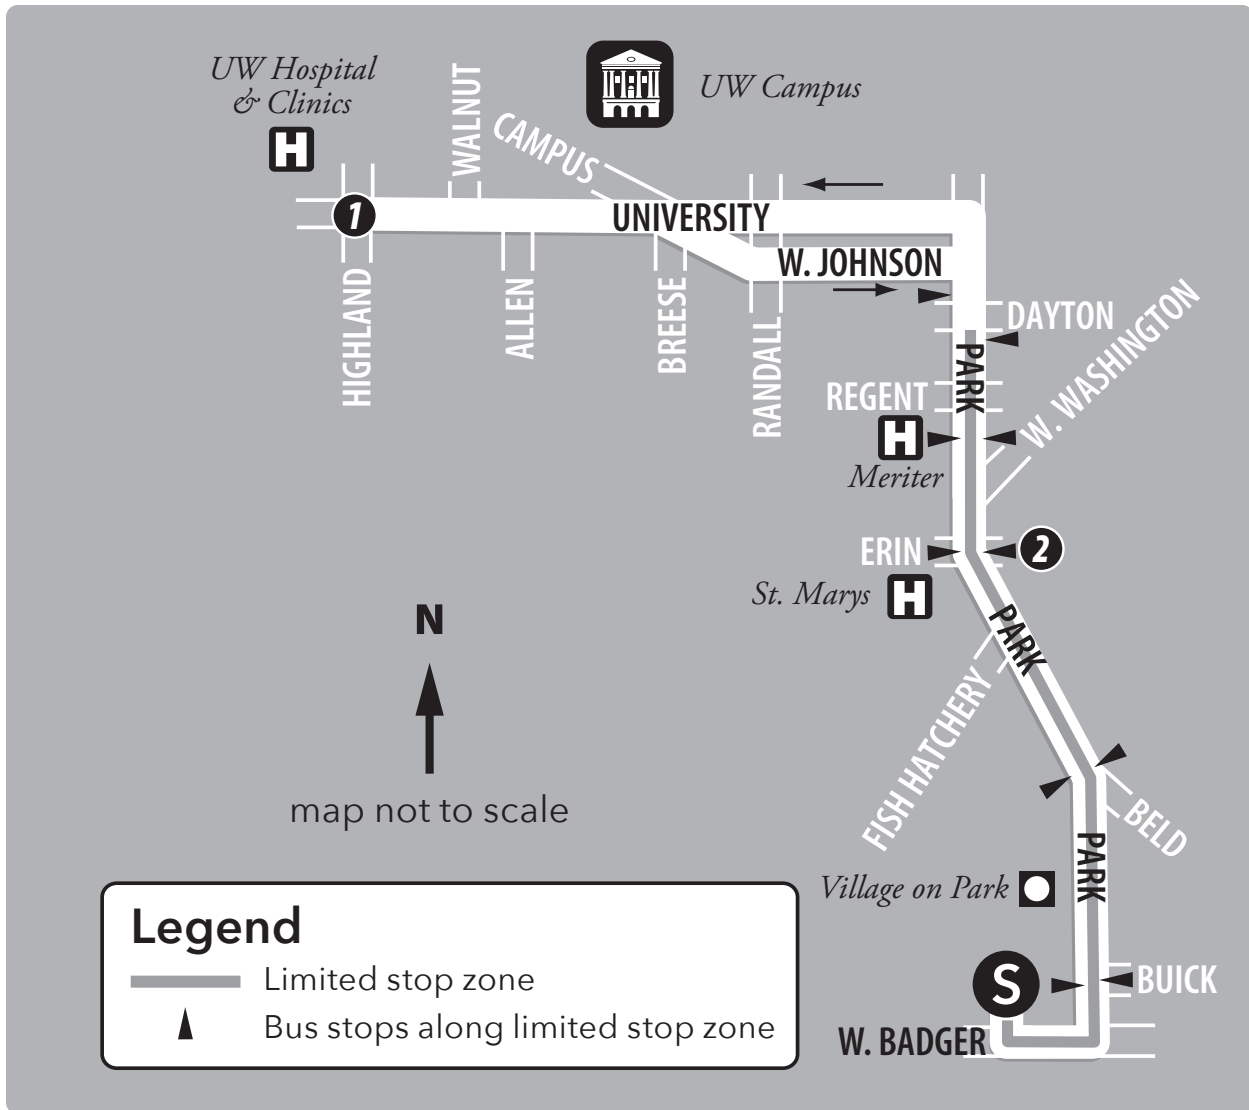 UW Hospital
& Clinics
H
WALNUT
CAMPUS
UW Campus
1
UNIVERSITY
W. JOHNSON
HIGHLAND
ALLEN
BREESE
RANDALL
DAYTON
PARK
REGENT
W. WASHINGTON
H
Meriter
ERIN
2
St. Marys
H
N
map not to scale
PARK
FISH HATCHERY
BELD
PARK
Village on Park
S
BUICK
W. BADGER
Legend
Limited stop zone
Bus stops along limited stop zone